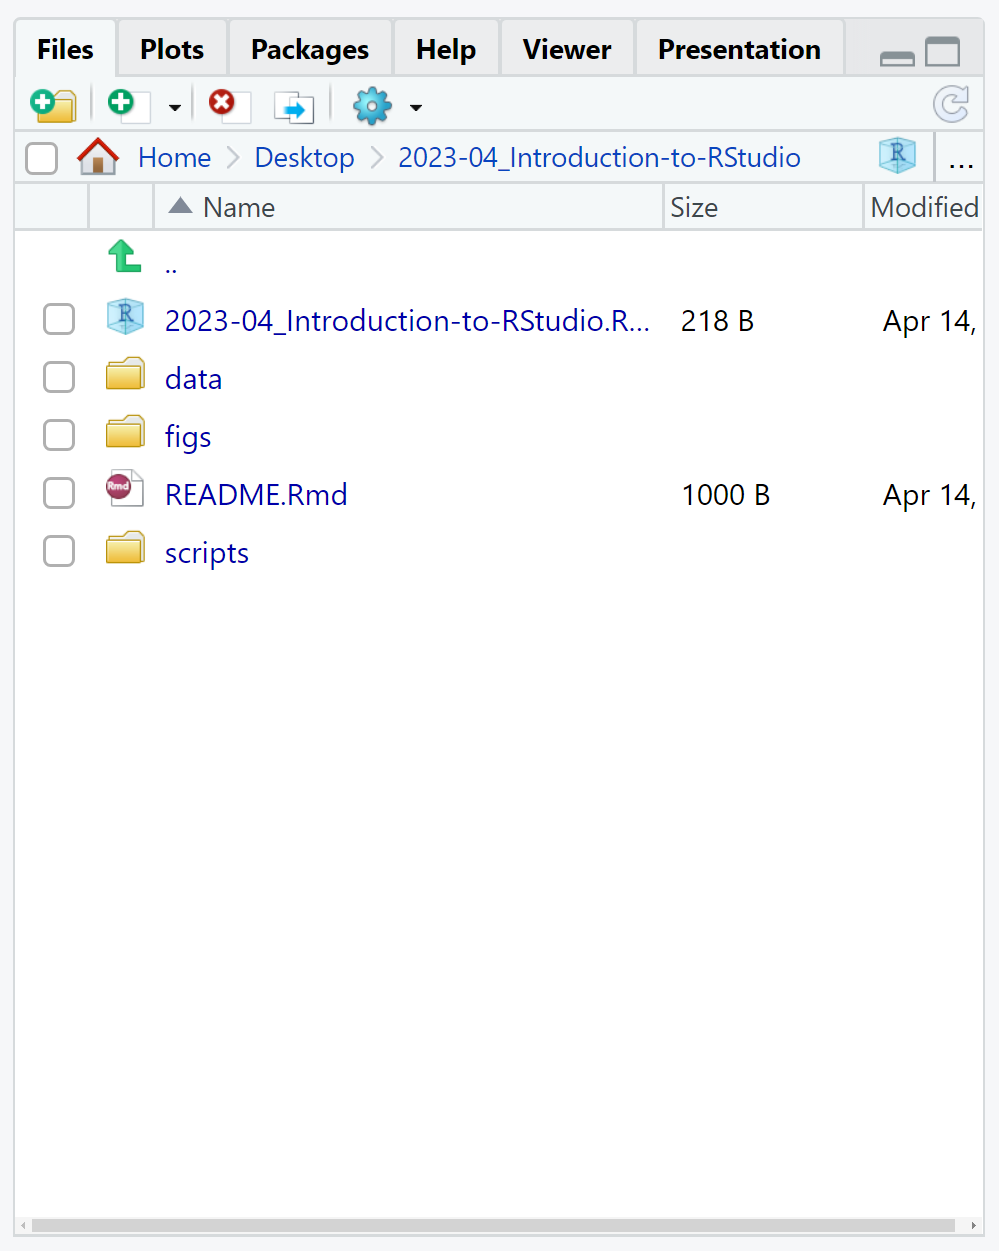 Files Plots Packages Help Viewer Presentation
Home Desktop 2023-04_Introduction-to-RStudio R ...
Name Size Modified
..
R 2023-04_Introduction-to-RStudio.R... 218 B Apr 14,
data
figs
Rmd README.Rmd 1000 B Apr 14,
scripts